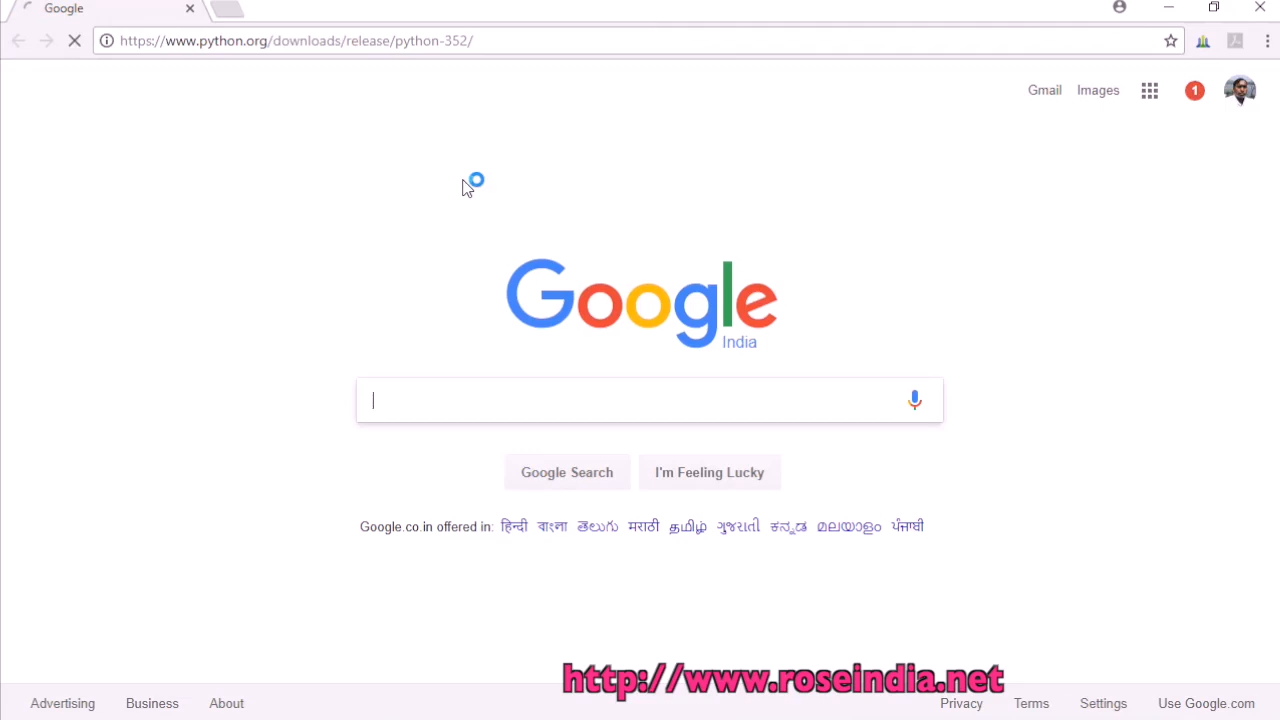 Google
https://www.python.org/downloads/release/python-352/
Gmail Images 1
Google
India
Google Search I'm Feeling Lucky
Google.co.in offered in: हिन्दी বাংলা తెలుగు मराठी தமிழ் ગુજરાતી ಕನ್ನಡ മലയാളം ਪੰਜਾਬੀ
http://www.roseindia.net
Advertising Business About Privacy Terms Settings Use Google.com